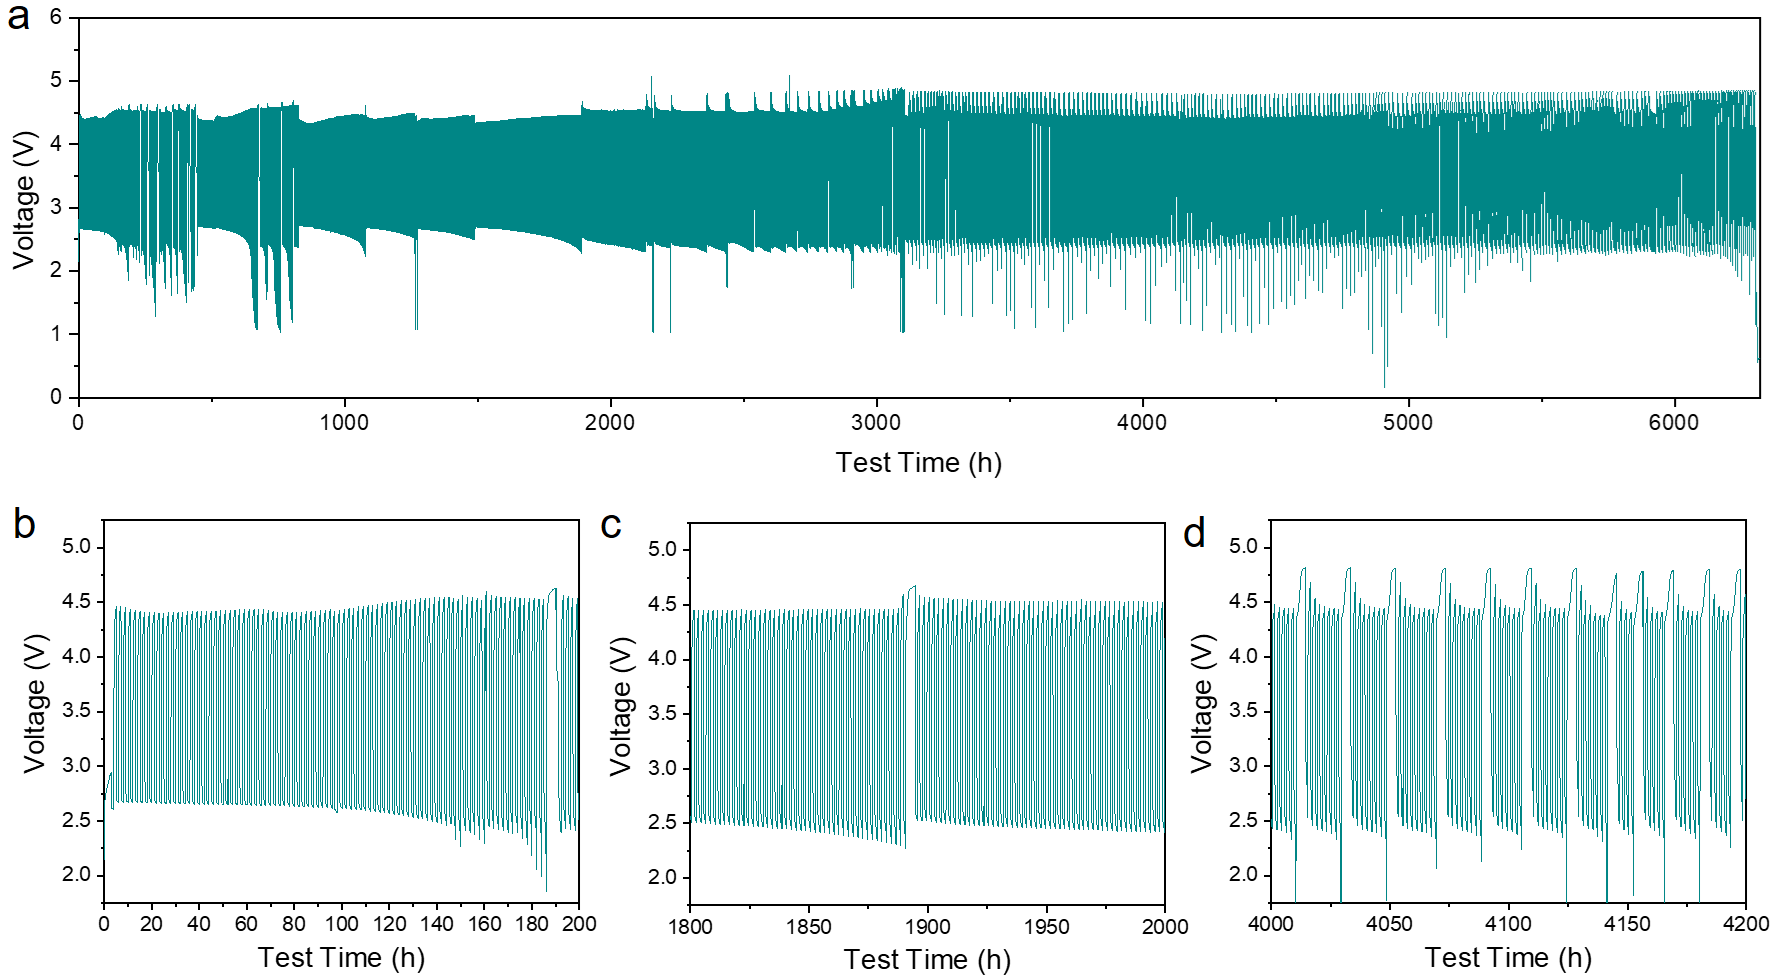 a
6
5
4
3
2
1
0
Voltage (V)
0 1000 2000 3000 4000 5000 6000
Test Time (h)
b
5.0
4.5
4.0
3.5
3.0
2.5
2.0
Voltage (V)
0 20 40 60 80 100 120 140 160 180 200
Test Time (h)
c
5.0
4.5
4.0
3.5
3.0
2.5
2.0
Voltage (V)
1800 1850 1900 1950 2000
Test Time (h)
d
5.0
4.5
4.0
3.5
3.0
2.5
2.0
Voltage (V)
4000 4050 4100 4150 4200
Test Time (h)